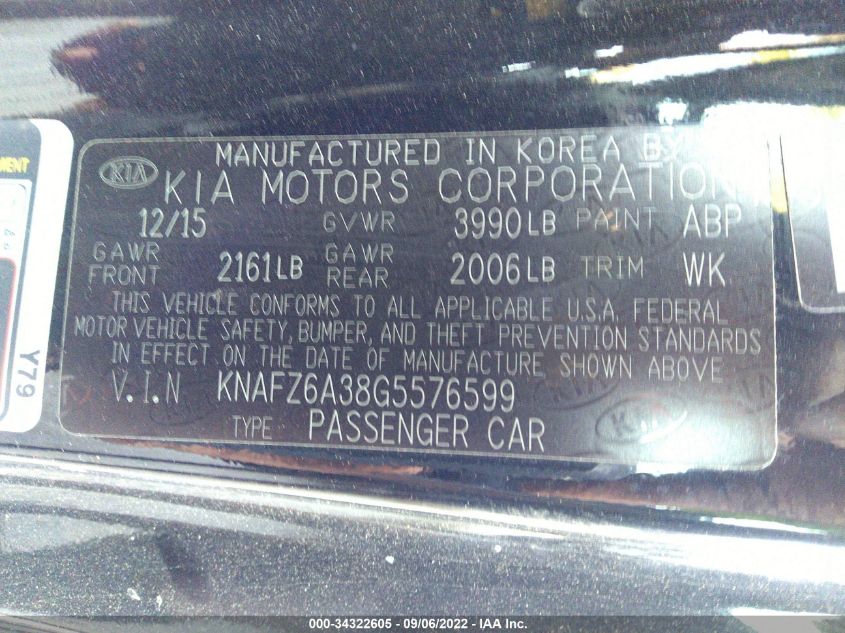 MANUFACTURED IN KOREA BY
KIA KIA MOTORS CORPORATION
12/15 GVWR 3990LB PAINT ABP
GAWR FRONT 2161LB GAWR REAR 2006LB TRIM WK
THIS VEHICLE CONFORMS TO ALL APPLICABLE U.S.A. FEDERAL
MOTOR VEHICLE SAFETY, BUMPER, AND THEFT PREVENTION STANDARDS
IN EFFECT ON THE DATE OF MANUFACTURE SHOWN ABOVE
V.I.N KNAFZ6A38G5576599
TYPE: PASSENGER CAR
KIA
Y79
000-34322605 - 09/06/2022 - IAA Inc.